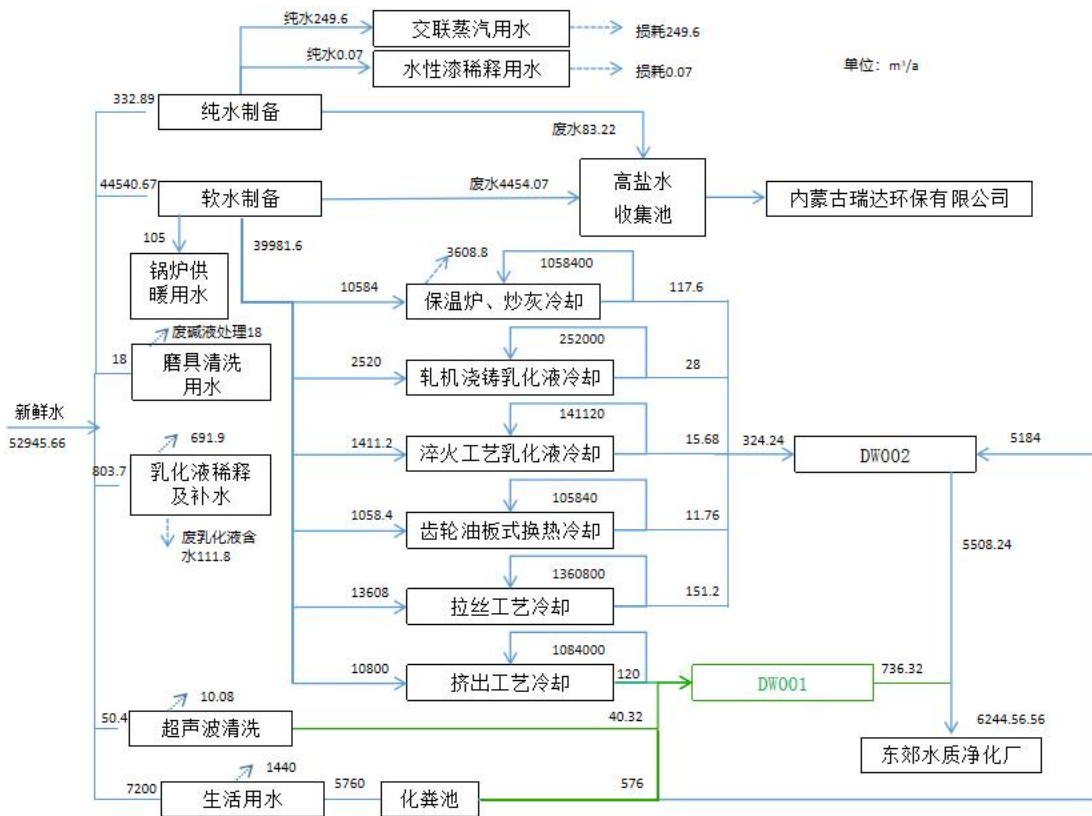 纯水249.6
交联蒸汽用水
损耗249.6
纯水0.07
水性漆稀释用水
损耗0.07
单位：m³/a
332.89
纯水制备
废水83.22
44540.67
软水制备
废水4454.07
高盐水
收集池
内蒙古瑞达环保有限公司
105
39981.6
锅炉供
暖用水
3608.8
1058400
10584
保温炉、炒灰冷却
117.6
废碱液处理18
18
磨具清洗
用水
252000
2520
轧机浇铸乳化液冷却
28
新鲜水
52945.66
691.9
803.7
乳化液稀释
及补水
废乳化液含
水111.8
141120
1411.2
淬火工艺乳化液冷却
15.68
324.24
DW002
5184
105840
1058.4
齿轮油板式换热冷却
11.76
5508.24
1360800
13608
拉丝工艺冷却
151.2
1084000
10800
挤出工艺冷却
120
DW001
736.32
10.08
50.4
超声波清洗
40.32
6244.56.56
东郊水质净化厂
1440
7200
生活用水
5760
化粪池
576